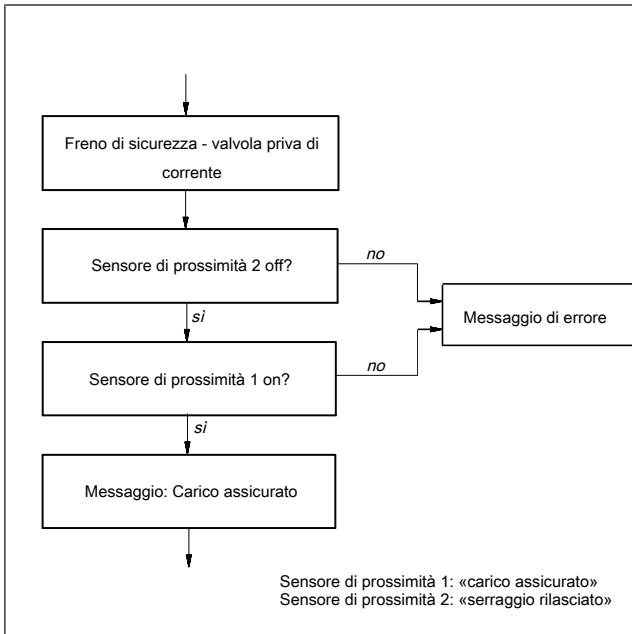 Freno di sicurezza - valvola priva di
corrente
Sensore di prossimità 2 off?
no
Messaggio di errore
sì
Sensore di prossimità 1 on?
no
sì
Messaggio: Carico assicurato
Sensore di prossimità 1: «carico assicurato»
Sensore di prossimità 2: «serraggio rilasciato»